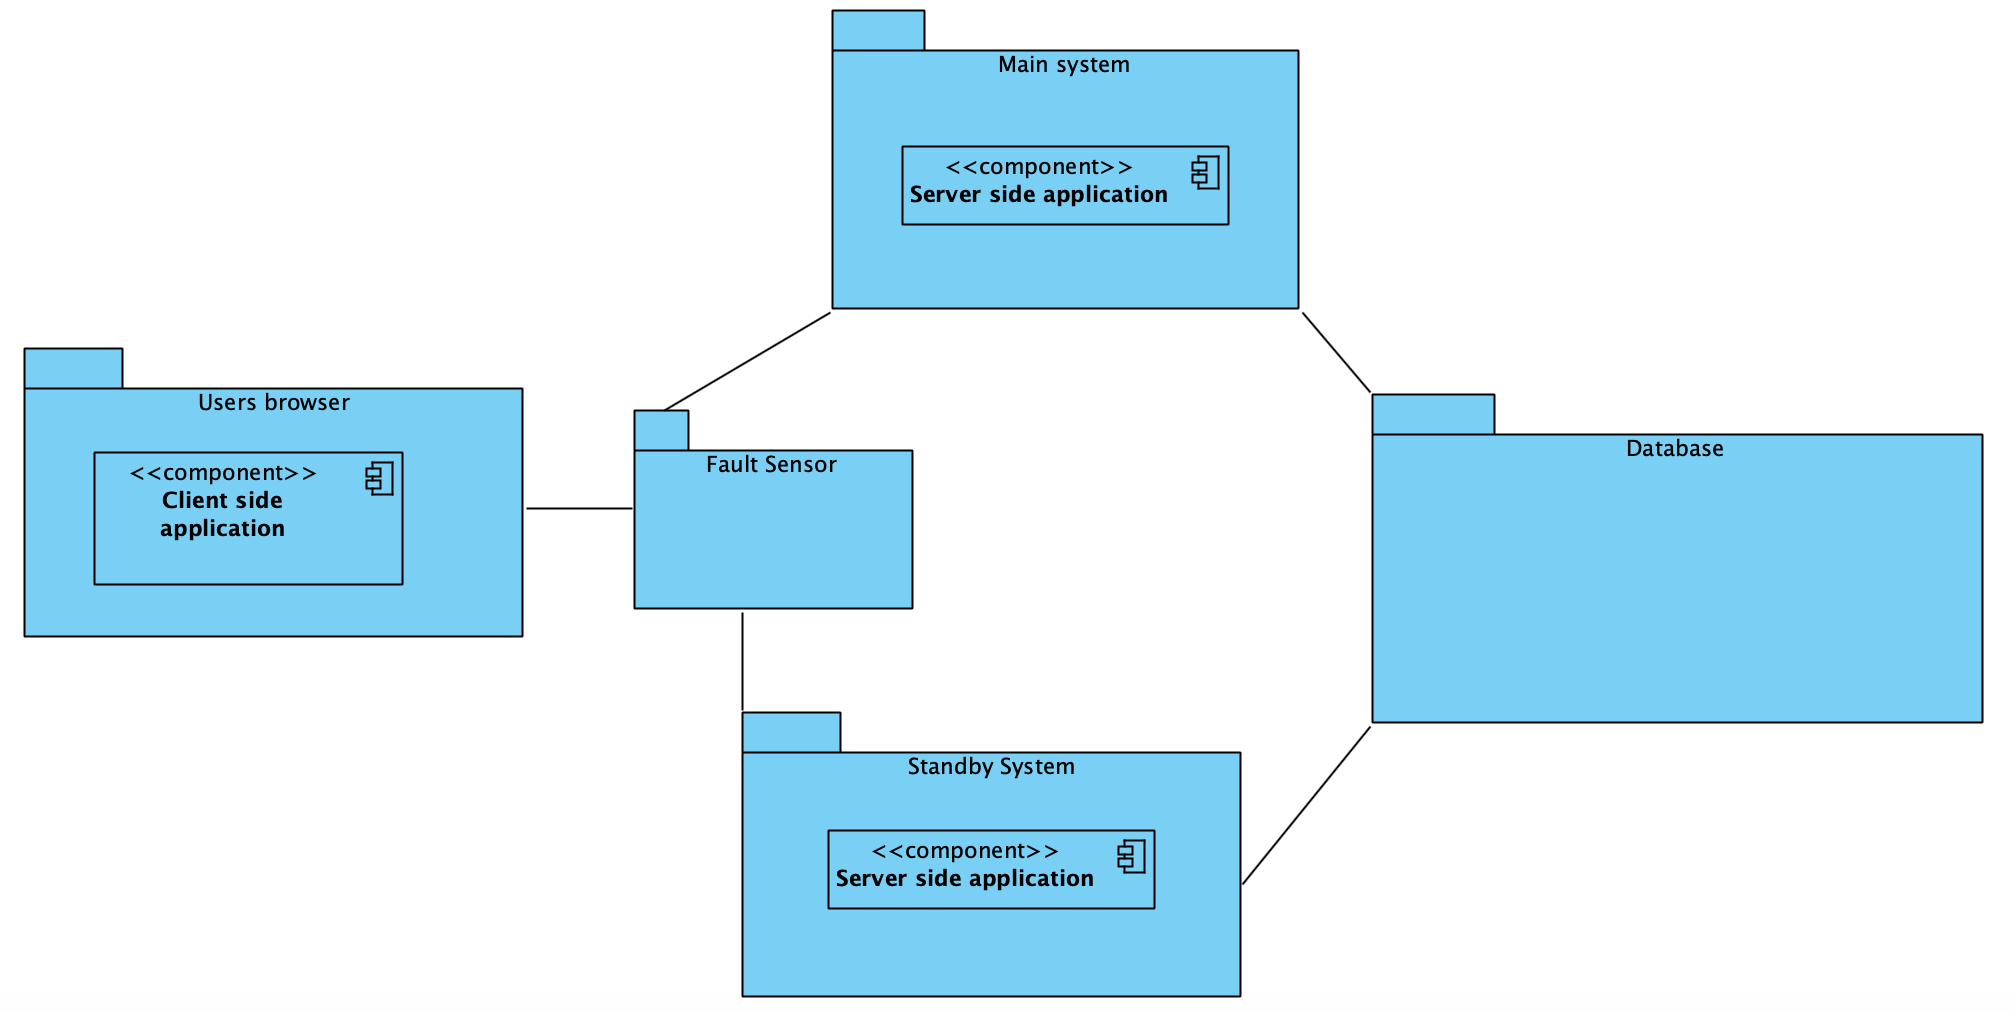 Main system
<<component>>
Server side application
Users browser
<<component>>
Client side
application
Fault Sensor
Database
Standby System
<<component>>
Server side application